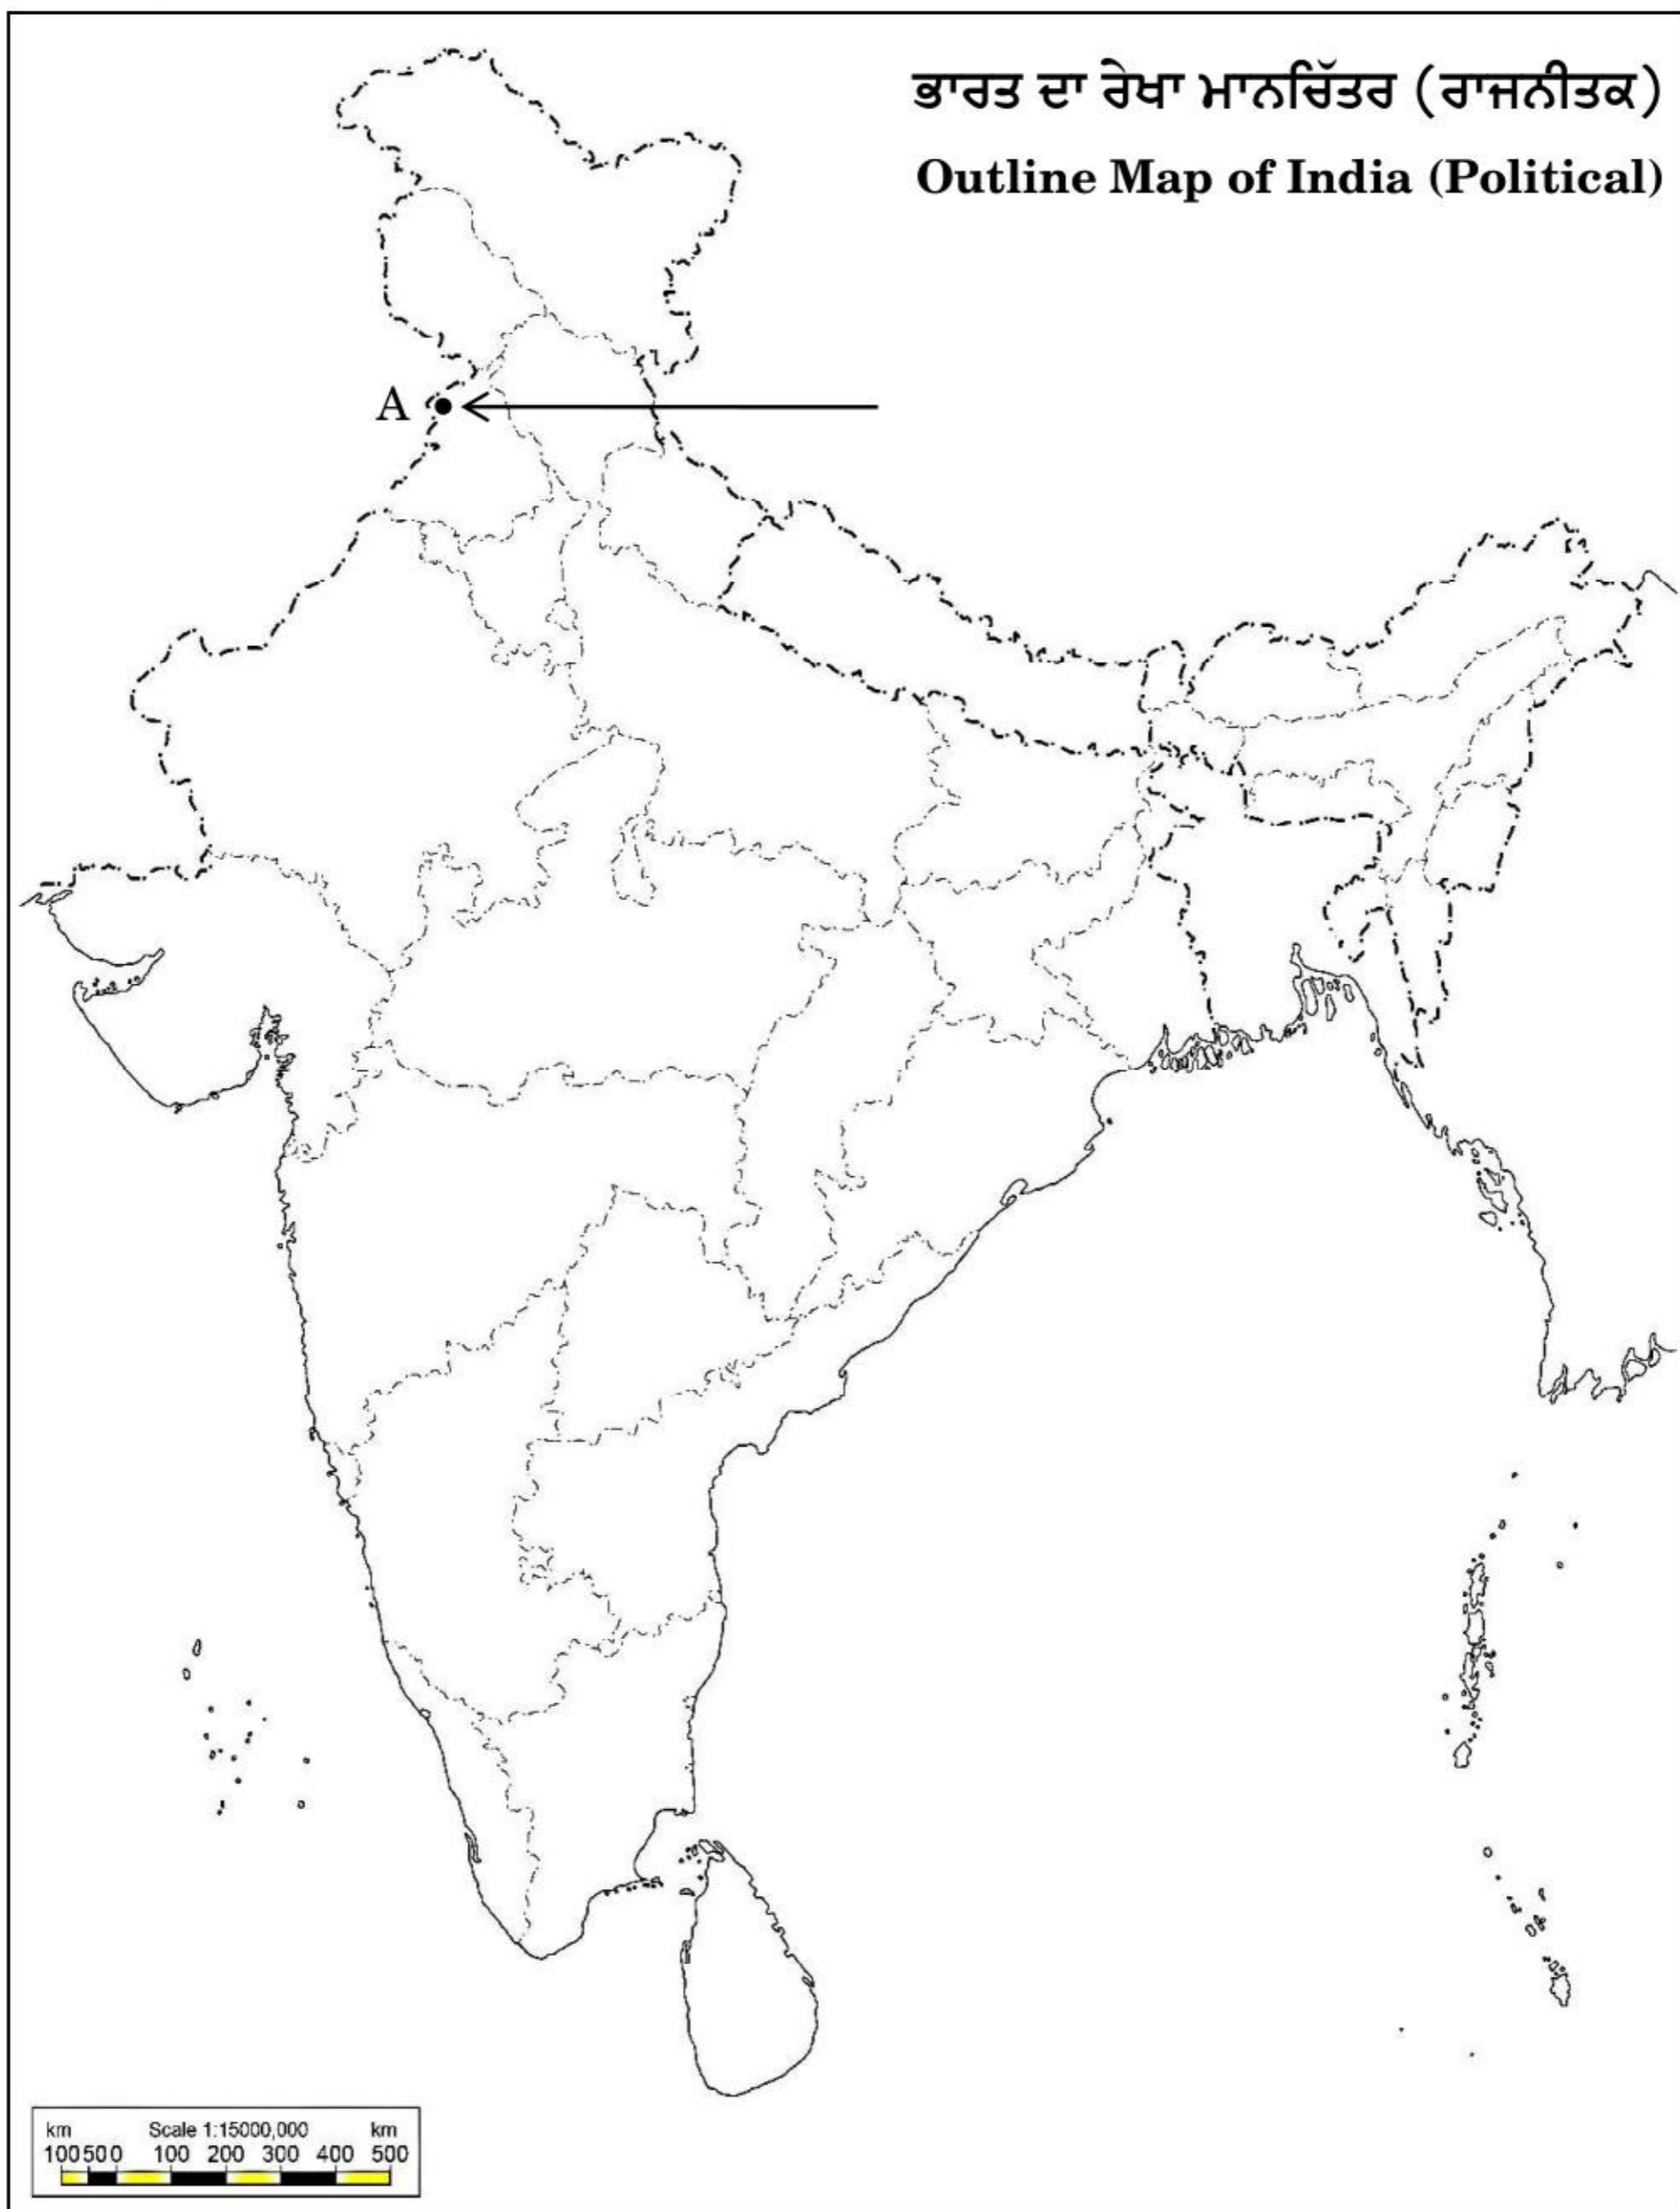 ਭਾਰਤ ਦਾ ਰੇਖਾ ਮਾਨਚਿੱਤਰ (ਰਾਜਨੀਤਕ)
Outline Map of India (Political)
A
km Scale 1:15000,000 km
100 50 0 100 200 300 400 500